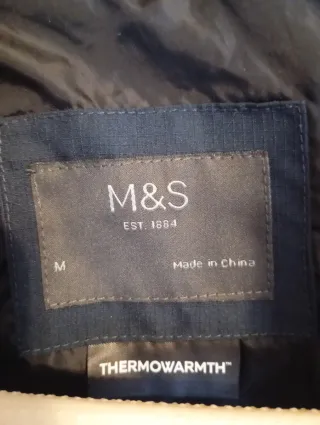 M&S
EST. 1884
M Made in China
THERMOWARMTH™